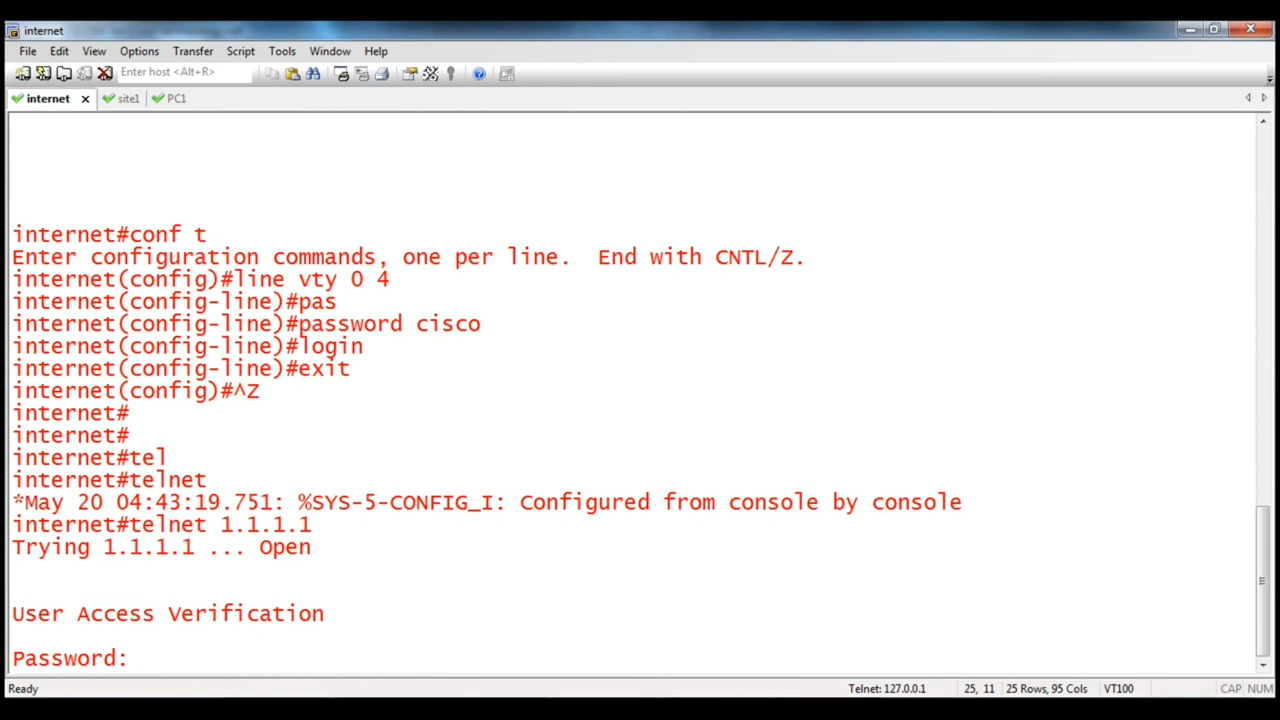 internet
File Edit View Options Transfer Script Tools Window Help
Enter host <Alt+R>
internet site1 PC1
internet#conf t
Enter configuration commands, one per line.  End with CNTL/Z.
internet(config)#line vty 0 4
internet(config-line)#pas
internet(config-line)#password cisco
internet(config-line)#login
internet(config-line)#exit
internet(config)#^Z
internet#
internet#
internet#tel
internet#telnet
*May 20 04:43:19.751: %SYS-5-CONFIG_I: Configured from console by console
internet#telnet 1.1.1.1
Trying 1.1.1.1 ... Open
User Access Verification
Password:
Ready Telnet: 127.0.0.1 25, 11 25 Rows, 95 Cols VT100 CAP NUM